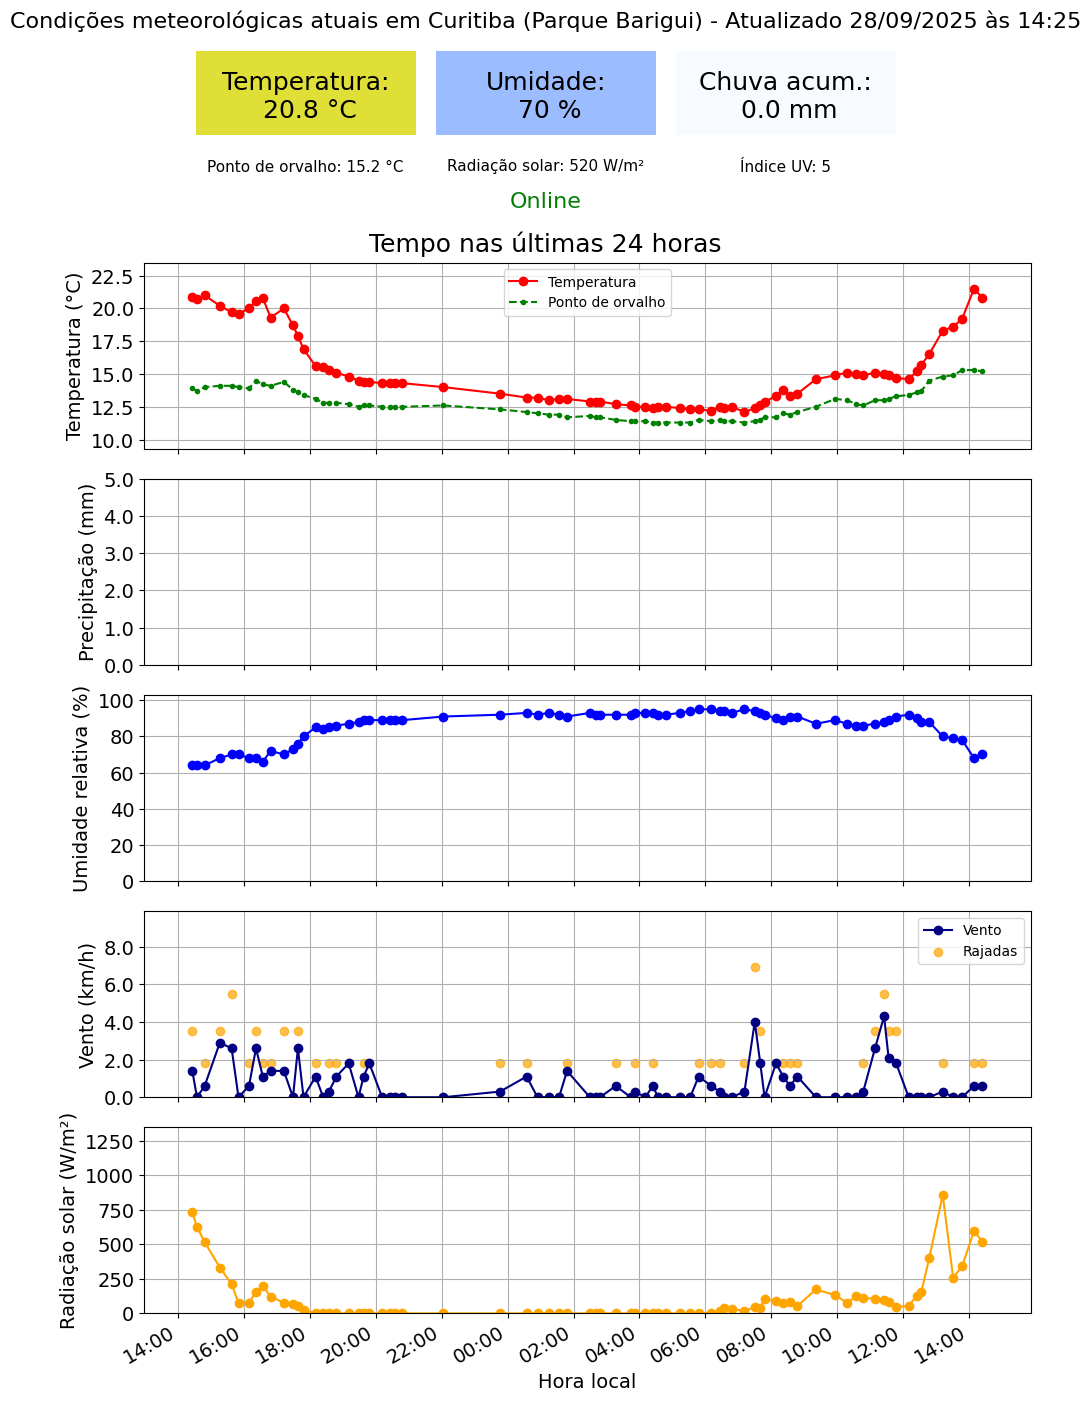 Condições meteorológicas atuais em Curitiba (Parque Barigui) - Atualizado 28/09/2025 às 14:25
Temperatura:
20.8 °C
Umidade:
70 %
Chuva acum.:
0.0 mm
Ponto de orvalho: 15.2 °C
Radiação solar: 520 W/m²
Índice UV: 5
Online
Tempo nas últimas 24 horas
Temperatura (°C)
22.5
20.0
17.5
15.0
12.5
10.0
Temperatura
Ponto de orvalho
Precipitação (mm)
5.0
4.0
3.0
2.0
1.0
0.0
Umidade relativa (%)
100
80
60
40
20
0
Vento (km/h)
8.0
6.0
4.0
2.0
0.0
Vento
Rajadas
Radiação solar (W/m²)
1250
1000
750
500
250
0
14:00
16:00
18:00
20:00
22:00
00:00
02:00
04:00
06:00
08:00
10:00
12:00
14:00
Hora local